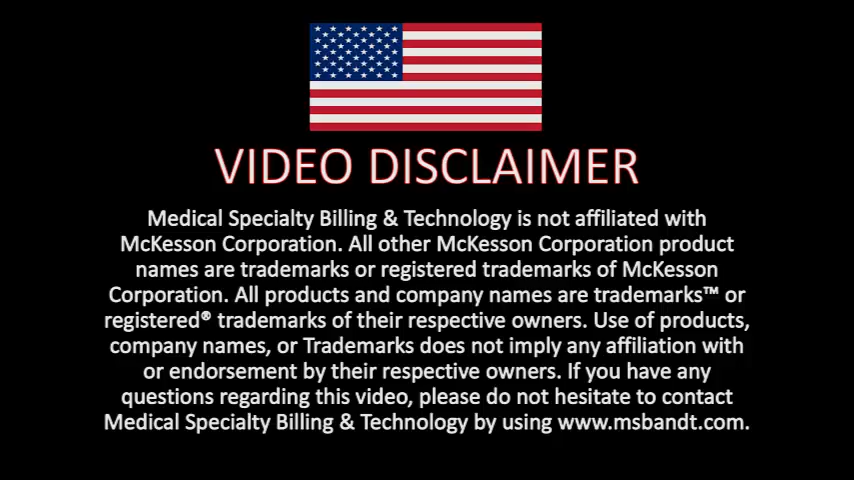 VIDEO DISCLAIMER
Medical Specialty Billing & Technology is not affiliated with
McKesson Corporation. All other McKesson Corporation product
names are trademarks or registered trademarks of McKesson
Corporation. All products and company names are trademarks™ or
registered® trademarks of their respective owners. Use of products,
company names, or Trademarks does not imply any affiliation with
or endorsement by their respective owners. If you have any
questions regarding this video, please do not hesitate to contact
Medical Specialty Billing & Technology by using www.msbandt.com.